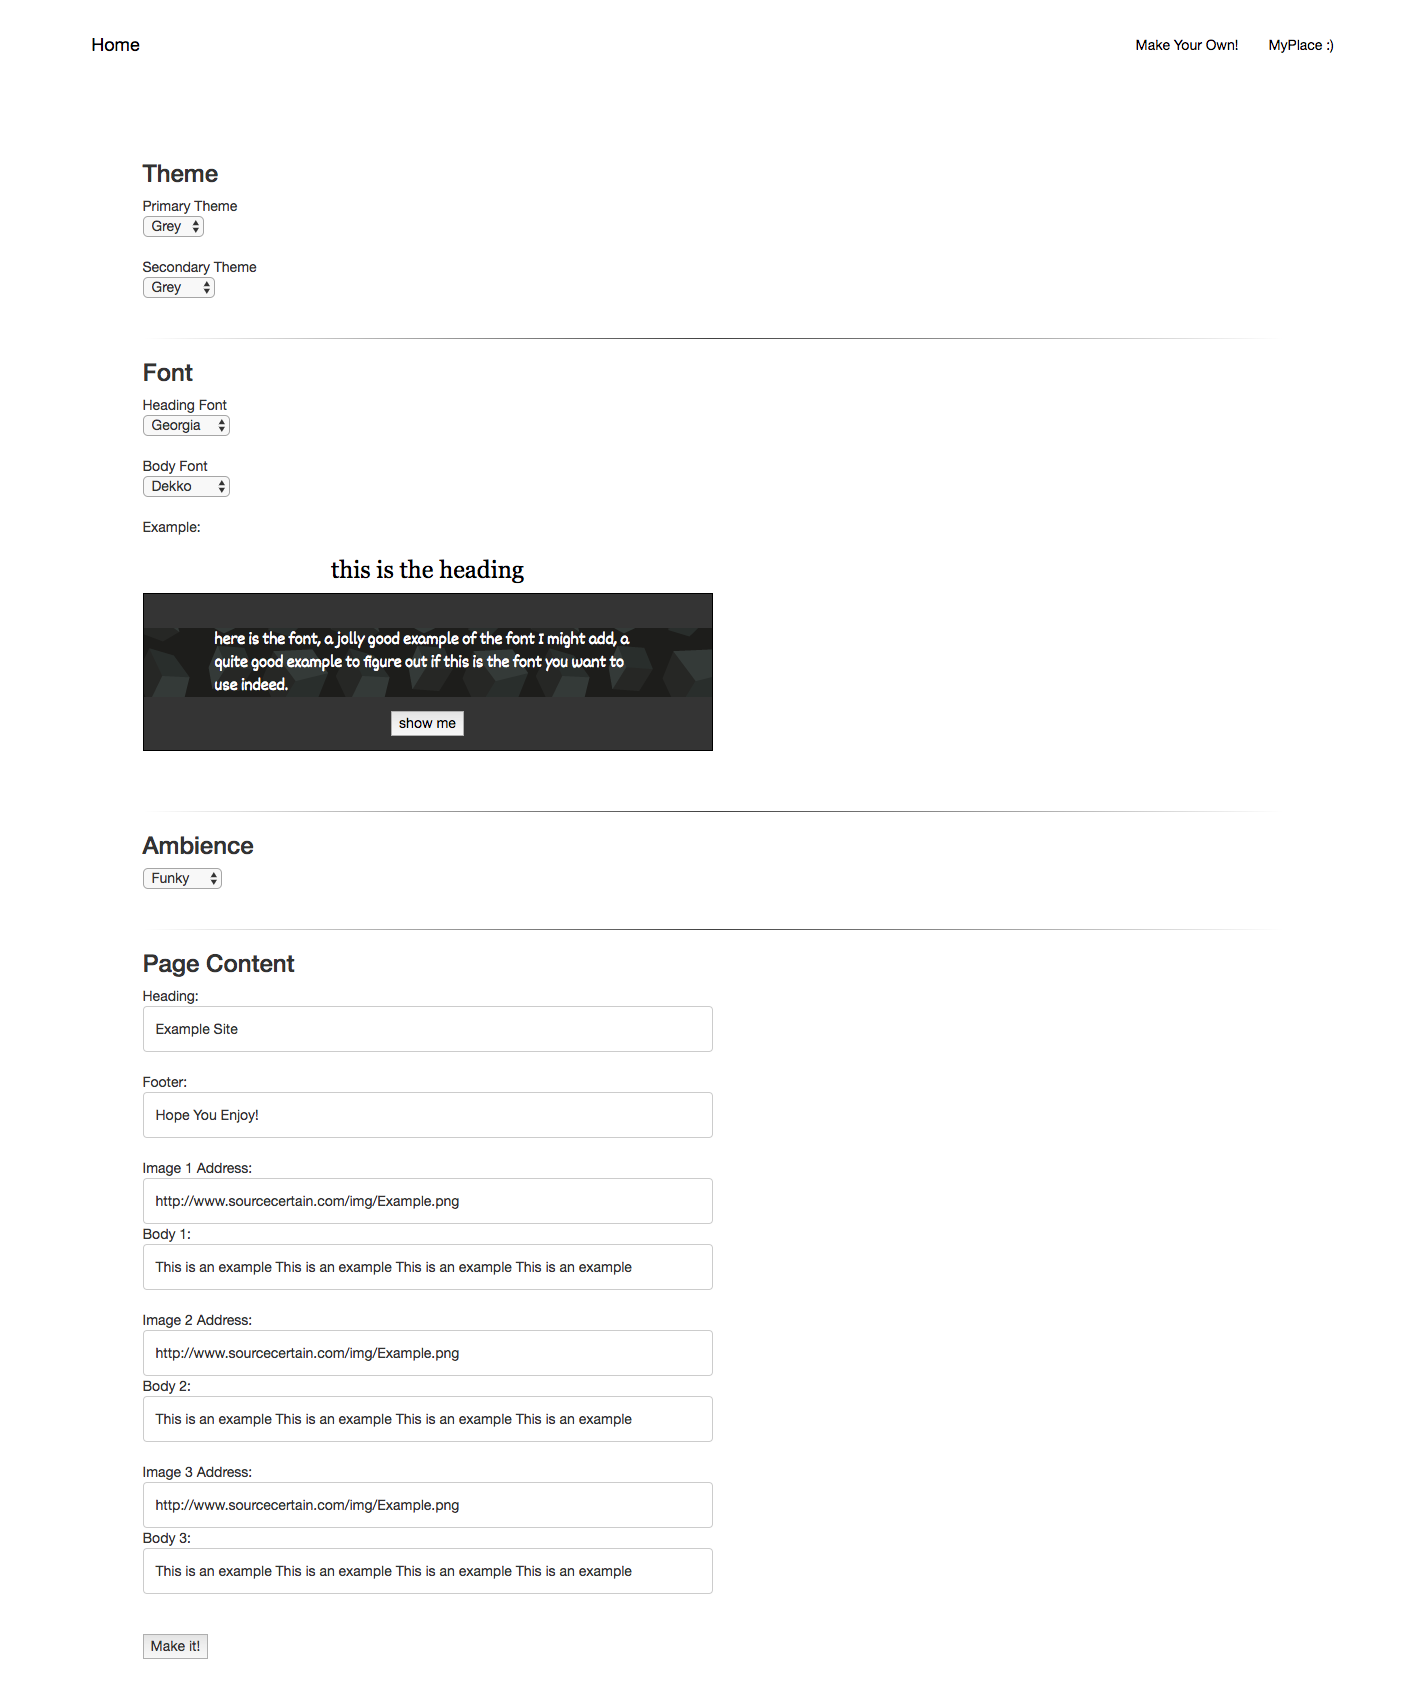 Home
Make Your Own!
MyPlace :)
Theme
Primary Theme
Grey
Secondary Theme
Grey
Font
Heading Font
Georgia
Body Font
Dekko
Example:
this is the heading
here is the font, a jolly good example of the font I might add, a
quite good example to figure out if this is the font you want to
use indeed.
show me
Ambience
Funky
Page Content
Heading:
Example Site
Footer:
Hope You Enjoy!
Image 1 Address:
http://www.sourcecertain.com/img/Example.png
Body 1:
This is an example This is an example This is an example This is an example
Image 2 Address:
http://www.sourcecertain.com/img/Example.png
Body 2:
This is an example This is an example This is an example This is an example
Image 3 Address:
http://www.sourcecertain.com/img/Example.png
Body 3:
This is an example This is an example This is an example This is an example
Make it!